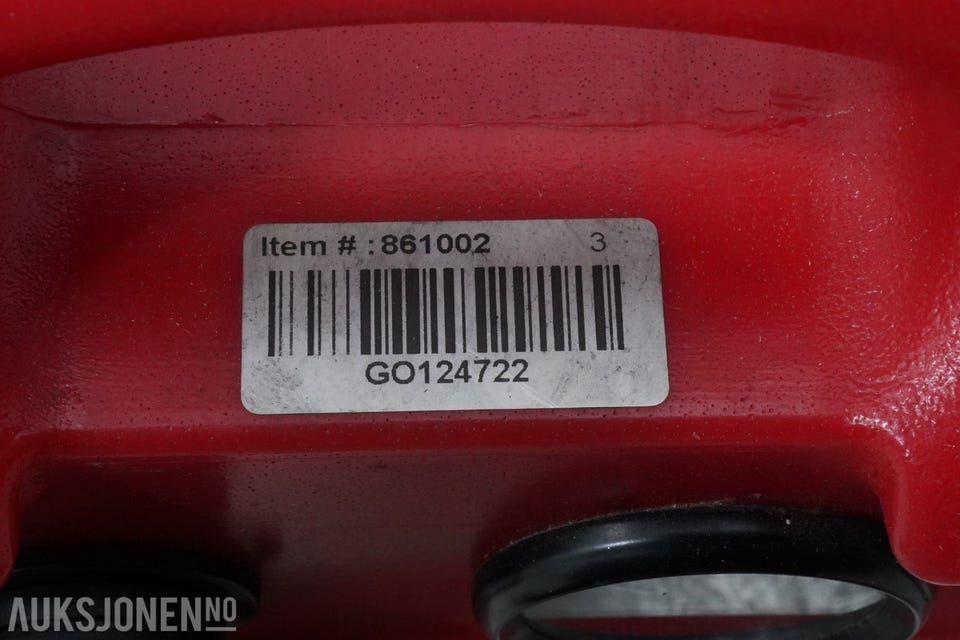 Item # : 861002 3
GO124722
AUKSJONEN.NO